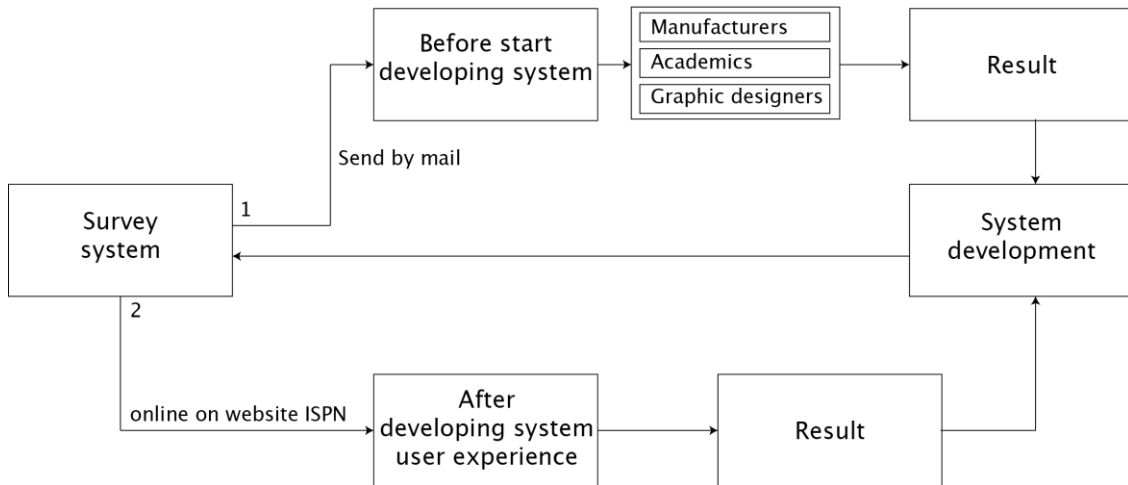 Before start
developing system
Manufacturers
Academics
Graphic designers
Result
Send by mail
1
Survey
system
System
development
2
online on website ISPN
After
developing system
user experience
Result